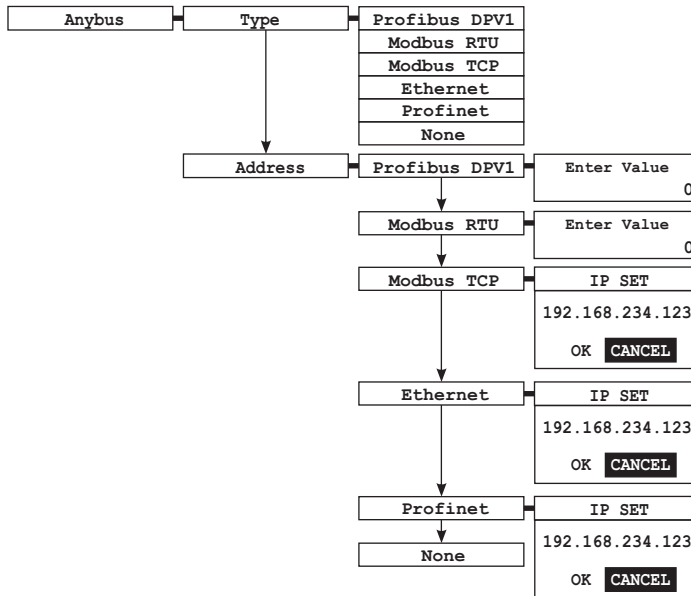 Anybus Type Profibus DPV1
Modbus RTU
Modbus TCP
Ethernet
Profinet
None
Address Profibus DPV1 Enter Value
0
Modbus RTU Enter Value
0
Modbus TCP IP SET
192.168.234.123
OK CANCEL
Ethernet IP SET
192.168.234.123
OK CANCEL
Profinet IP SET
192.168.234.123
None
OK CANCEL